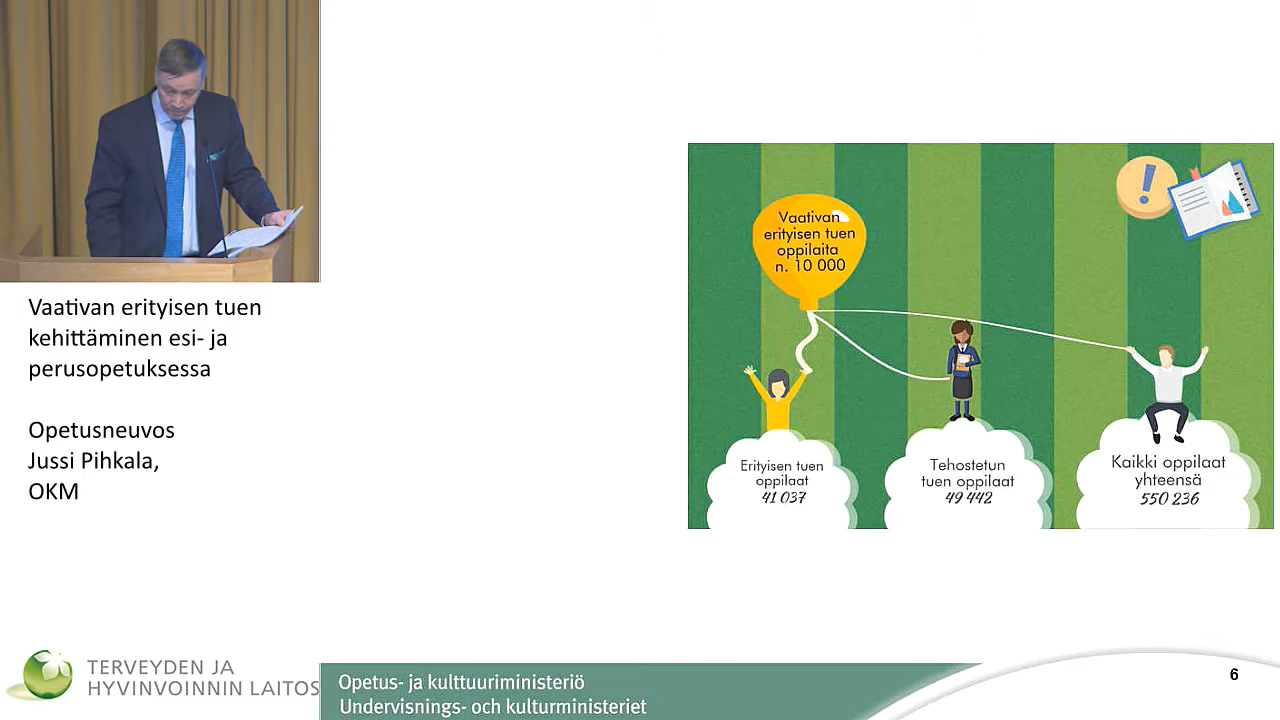 Vaativan erityisen tuen
kehittäminen esi- ja
perusopetuksessa
Opetusneuvos
Jussi Pihkala,
OKM
Vaativan
erityisen tuen
oppilaita
n. 10 000
Erityisen tuen
oppilaat
41 037
Tehostetun
tuen oppilaat
49 442
Kaikki oppilaat
yhteensä
550 236
TERVEYDEN JA
HYVINVOINNIN LAITOS
Opetus- ja kulttuuriministeriö
Undervisnings- och kulturministeriet
6